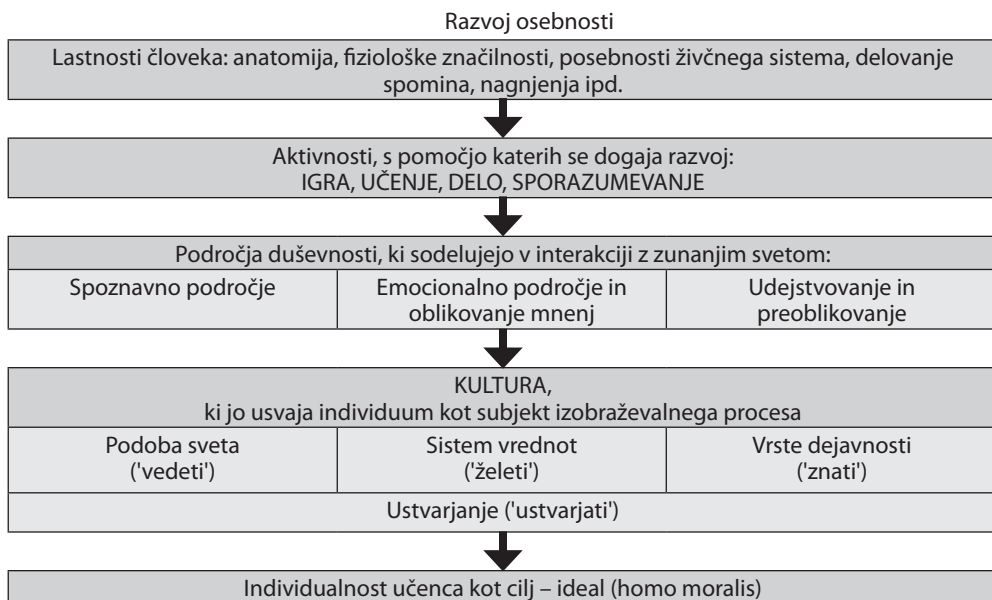 Razvoj osebnosti
Lastnosti človeka: anatomija, fiziološke značilnosti, posebnosti živčnega sistema, delovanje
spomina, nagnjenja ipd.
Aktivnosti, s pomočjo katerih se dogaja razvoj:
IGRA, UČENJE, DELO, SPORAZUMEVANJE
Področja duševnosti, ki sodelujejo v interakciji z zunanjim svetom:
Spoznavno področje
Emocionalno področje in
oblikovanje mnenj
Udejstvovanje in
preoblikovanje
KULTURA,
ki jo usvaja individuum kot subjekt izobraževalnega procesa
Podoba sveta
('vedeti')
Sistem vrednot
('želeti')
Vrste dejavnosti
('znati')
Ustvarjanje ('ustvarjati')
Individualnost učenca kot cilj – ideal (homo moralis)